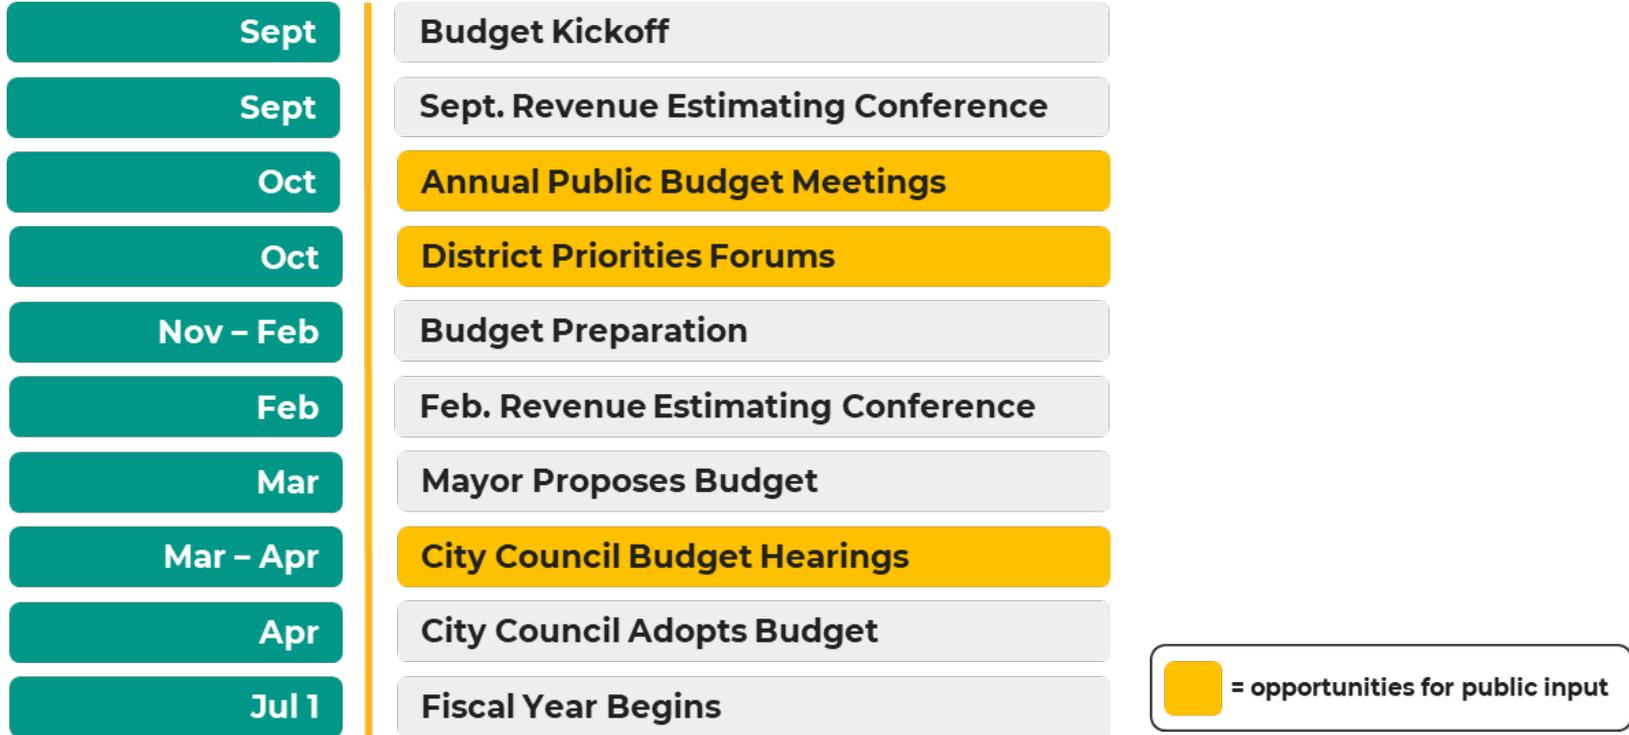 Sept
Budget Kickoff
Sept
Sept. Revenue Estimating Conference
Oct
Annual Public Budget Meetings
Oct
District Priorities Forums
Nov – Feb
Budget Preparation
Feb
Feb. Revenue Estimating Conference
Mar
Mayor Proposes Budget
Mar – Apr
City Council Budget Hearings
Apr
City Council Adopts Budget
Jul 1
Fiscal Year Begins
= opportunities for public input